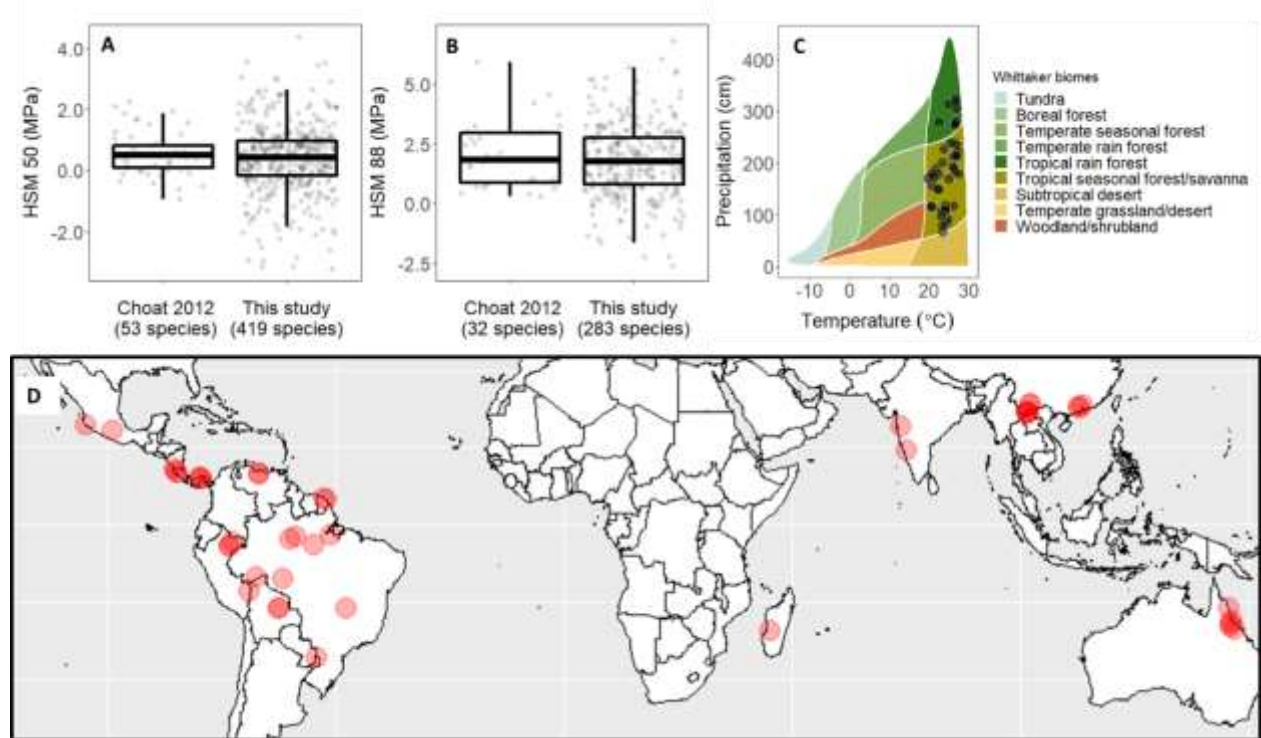 A
HSM 50 (MPa)
4.0
2.0
0.0
-2.0
Choat 2012
(53 species)
This study
(419 species)
B
HSM 88 (MPa)
5.0
2.5
0.0
-2.5
Choat 2012
(32 species)
This study
(283 species)
C
Precipitation (cm)
400
300
200
100
0
-10 0 10 20 30
Temperature (°C)
Whittaker biomes
Tundra
Boreal forest
Temperate seasonal forest
Temperate rain forest
Tropical rain forest
Tropical seasonal forest/savanna
Subtropical desert
Temperate grassland/desert
Woodland/shrubland
D